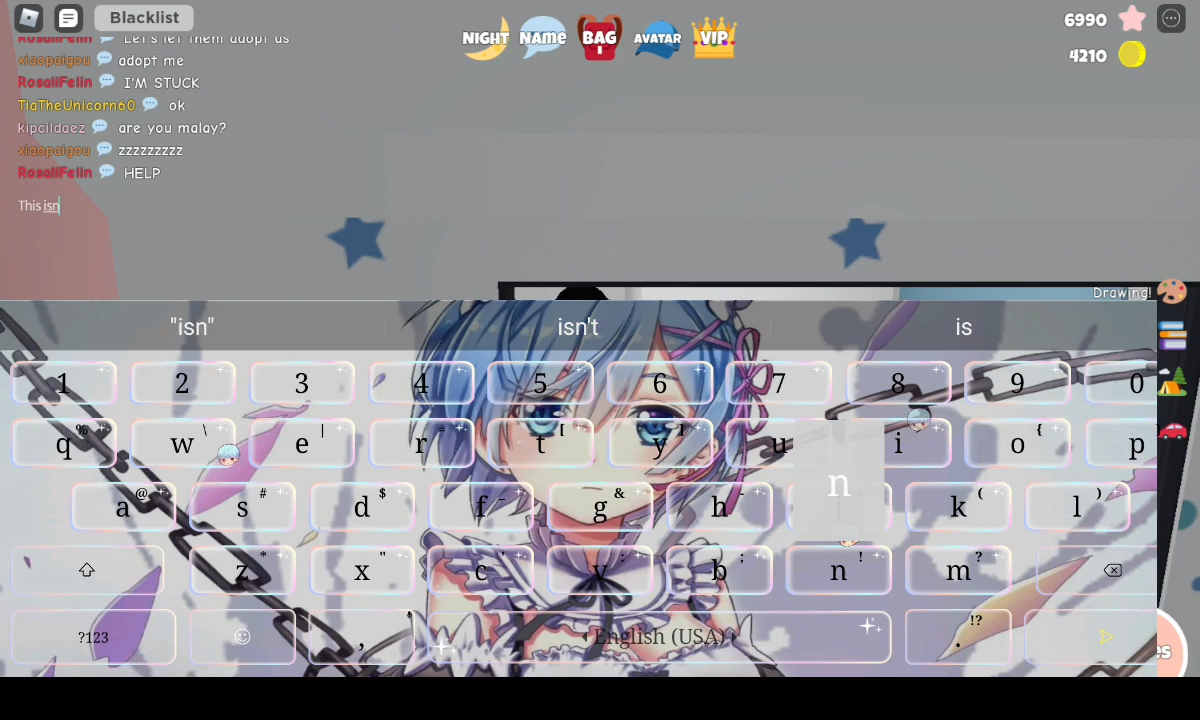 Blacklist
NIGHT NAME BAG AVATAR VIP
6990
4210
RosaliFelin Let's let them adopt us
xiaopaigou adopt me
RosaliFelin I'M STUCK
TiaTheUnicorn60 ok
kipcildaez are you malay?
xiaopaigou zzzzzzzzz
RosaliFelin HELP
This isn
Drawing!
"isn" isn't is
1 2 3 4 5 6 7 8 9 0
q % w \ e | r = t [ y ] u i o { p
a @ s # d $ f _ g & h - n k ( l )
z * x " c ' v : b ; n ! m ?
?123 , English (USA) . !?
es